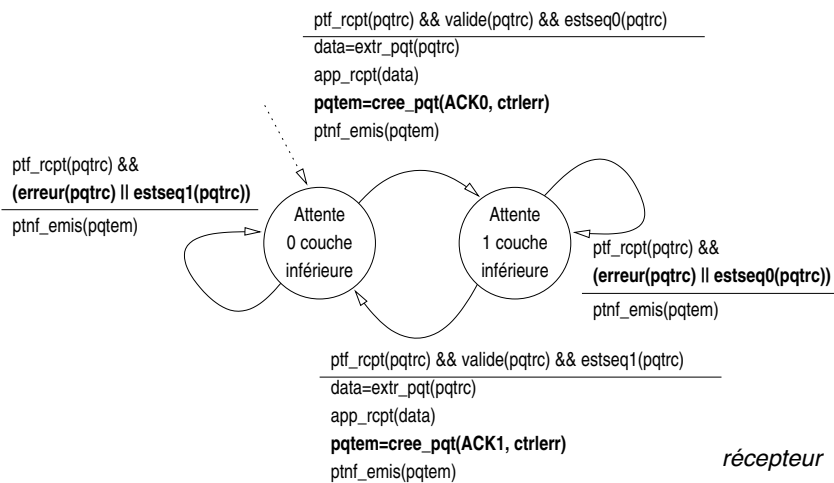 ptf_rcpt(pqtrc) && valide(pqtrc) && estseq0(pqtrc)
data=extr_pqt(pqtrc)
app_rcpt(data)
pqtem=cree_pqt(ACK0, ctrlerr)
ptnf_emis(pqtem)
ptf_rcpt(pqtrc) &&
(erreur(pqtrc) || estseq1(pqtrc))
ptnf_emis(pqtem)
Attente
0 couche
inférieure
Attente
1 couche
inférieure
ptf_rcpt(pqtrc) &&
(erreur(pqtrc) || estseq0(pqtrc))
ptnf_emis(pqtem)
ptf_rcpt(pqtrc) && valide(pqtrc) && estseq1(pqtrc)
data=extr_pqt(pqtrc)
app_rcpt(data)
pqtem=cree_pqt(ACK1, ctrlerr)
ptnf_emis(pqtem)
récepteur